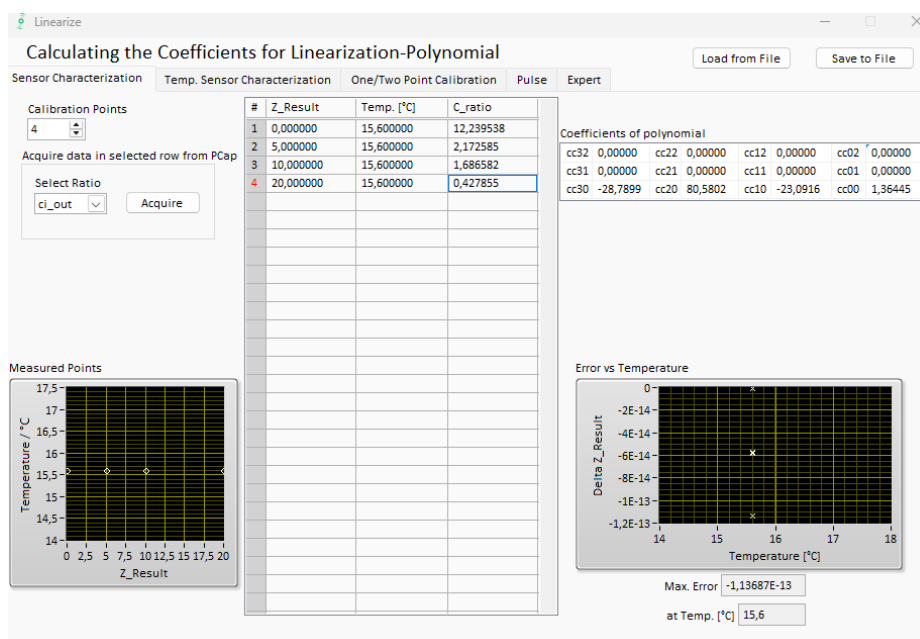 Linearize
Calculating the Coefficients for Linearization-Polynomial
Load from File
Save to File
Sensor Characterization
Temp. Sensor Characterization
One/Two Point Calibration
Pulse
Expert
Calibration Points
4
Acquire data in selected row from PCap
Select Ratio
ci_out
Acquire
# Z_Result Temp. [°C] C_ratio
1 0,000000 15,600000 12,239538
2 5,000000 15,600000 2,172585
3 10,000000 15,600000 1,686582
4 20,000000 15,600000 0,427855
Coefficients of polynomial
cc32 0,00000 cc22 0,00000 cc12 0,00000 cc02 0,00000
cc31 0,00000 cc21 0,00000 cc11 0,00000 cc01 0,00000
cc30 -28,7899 cc20 80,5802 cc10 -23,0916 cc00 1,36445
Measured Points
Temperature / °C
17,5
17
16,5
16
15,5
15
14,5
14
0 2,5 5 7,5 10 12,5 15 17,5 20
Z_Result
Error vs Temperature
Delta Z_Result
0
-2E-14
-4E-14
-6E-14
-8E-14
-1E-13
-1,2E-13
14 15 16 17 18
Temperature [°C]
Max. Error -1,13687E-13
at Temp. [°C] 15,6